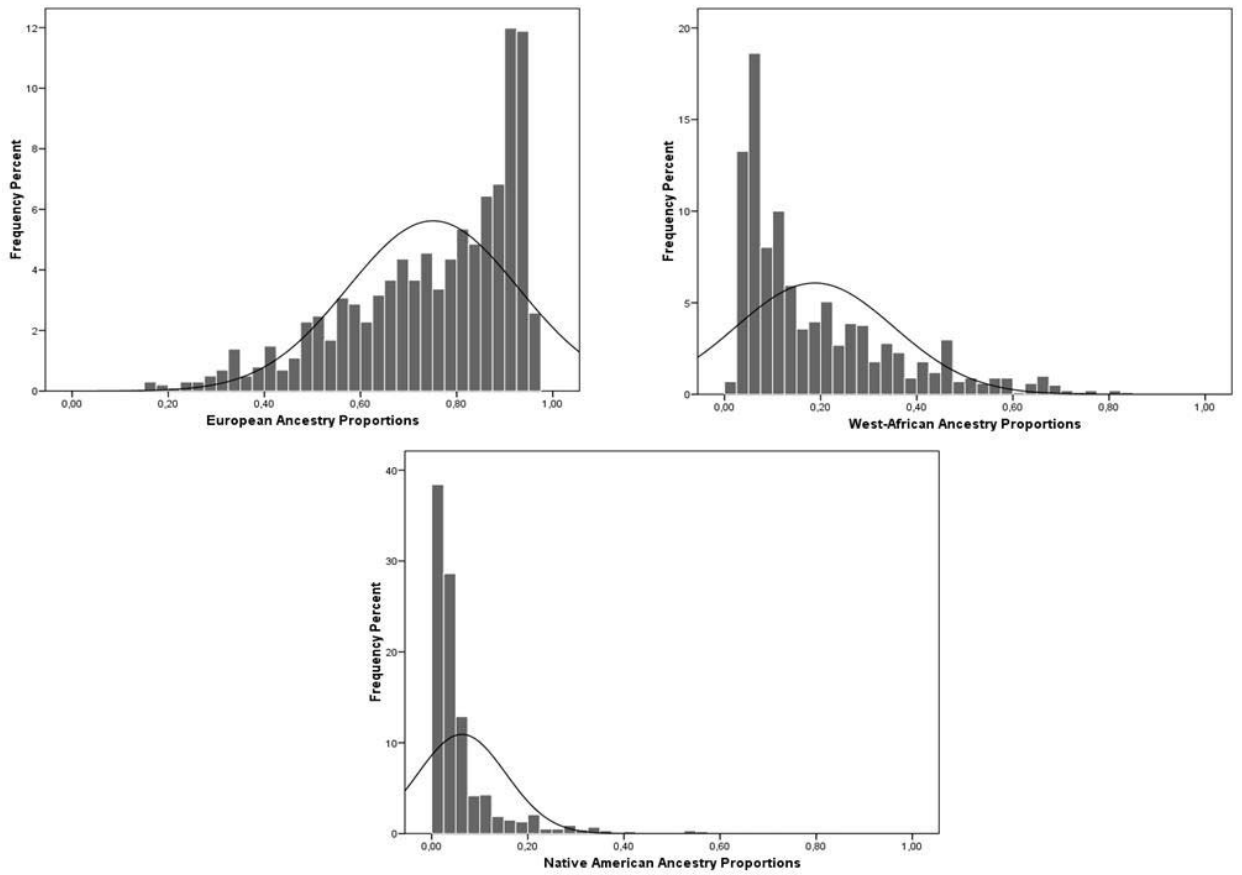 12
10
8
6
4
2
0
Frequency Percent
0,00 0,20 0,40 0,60 0,80 1,00
European Ancestry Proportions
20
15
10
5
0
Frequency Percent
0,00 0,20 0,40 0,60 0,80 1,00
West-African Ancestry Proportions
40
30
20
10
0
Frequency Percent
0,00 0,20 0,40 0,60 0,80 1,00
Native American Ancestry Proportions